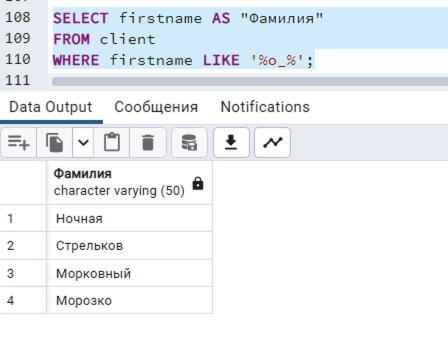 108 SELECT firstname AS "Фамилия"
109 FROM client
110 WHERE firstname LIKE '%о_%';
111
Data Output Сообщения Notifications
Фамилия
character varying (50)
1 Ночная
2 Стрельков
3 Морковный
4 Морозко